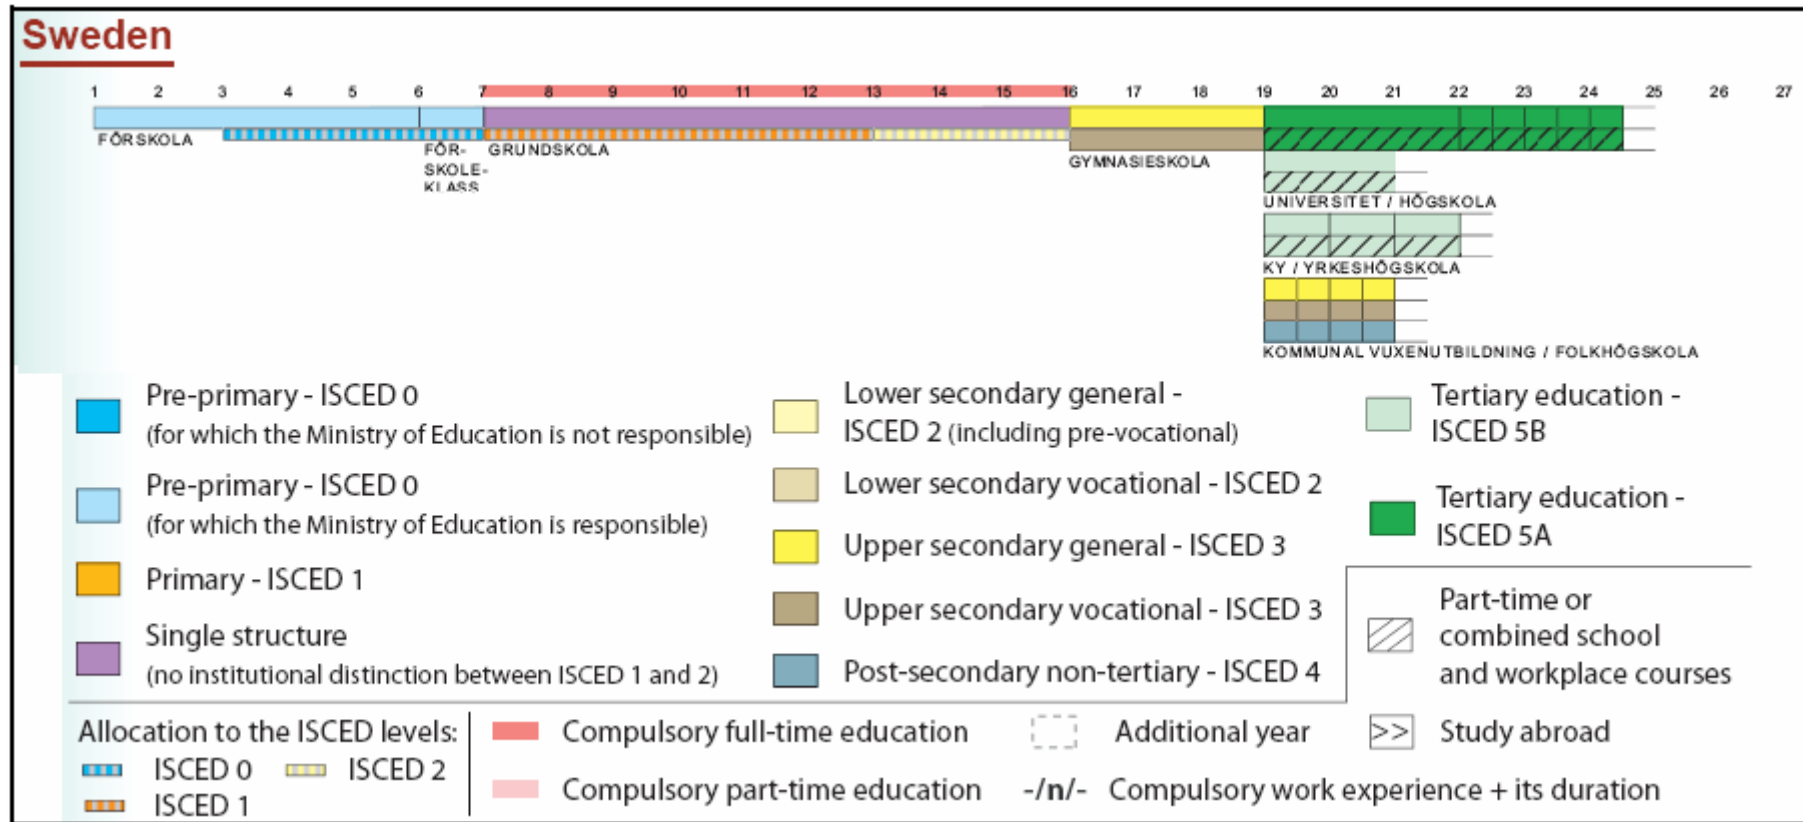 Sweden
1 2 3 4 5 6 7 8 9 10 11 12 13 14 15 16 17 18 19 20 21 22 23 24 25 26 27
FÖRSKOLA
FÖR-
SKOLE-
KLASS
GRUNDSKOLA
GYMNASIESKOLA
UNIVERSITET / HÖGSKOLA
KY / YRKESHÖGSKOLA
KOMMUNAL VUXENUTBILDNING / FOLKHÖGSKOLA
Pre-primary - ISCED 0
(for which the Ministry of Education is not responsible)
Pre-primary - ISCED 0
(for which the Ministry of Education is responsible)
Primary - ISCED 1
Single structure
(no institutional distinction between ISCED 1 and 2)
Lower secondary general -
ISCED 2 (including pre-vocational)
Lower secondary vocational - ISCED 2
Upper secondary general - ISCED 3
Upper secondary vocational - ISCED 3
Post-secondary non-tertiary - ISCED 4
Tertiary education -
ISCED 5B
Tertiary education -
ISCED 5A
Part-time or
combined school
and workplace courses
Allocation to the ISCED levels:
ISCED 0 ISCED 2
ISCED 1
Compulsory full-time education
Compulsory part-time education
Additional year
-/n/- Compulsory work experience + its duration
>> Study abroad